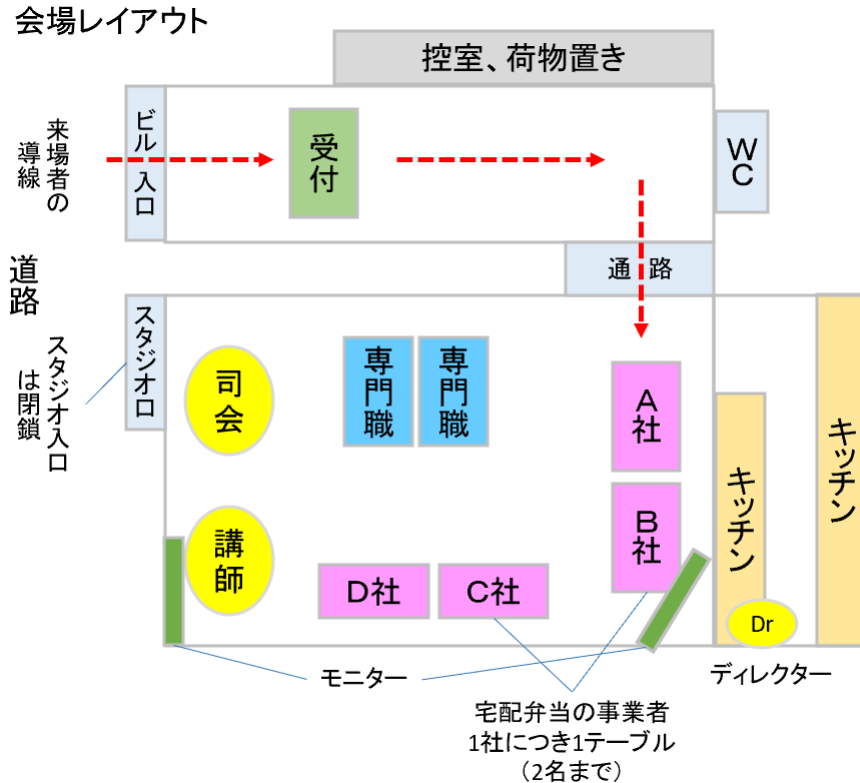 会場レイアウト
控室、荷物置き
来場者の
導線
ビル入口
受付
WC
通路
道路
スタジオ口
スタジオ入口
は閉鎖
司会
専門職
専門職
A社
キッチン
キッチン
講師
B社
D社
C社
Dr
モニター
ディレクター
宅配弁当の事業者
1社につき1テーブル
（2名まで）